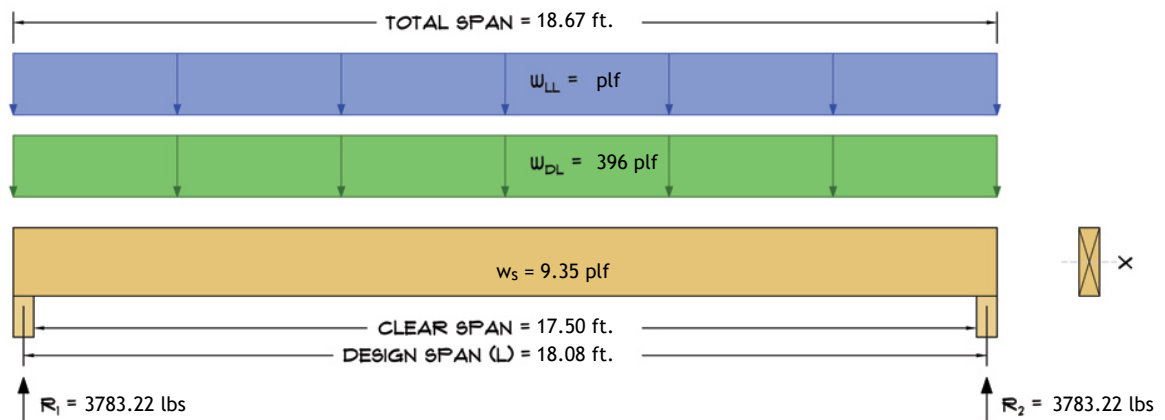 TOTAL SPAN = 18.67 ft.
wLL = plf
wDL = 396 plf
ws = 9.35 plf
X
CLEAR SPAN = 17.50 ft.
DESIGN SPAN (L) = 18.08 ft.
R1 = 3783.22 lbs
R2 = 3783.22 lbs